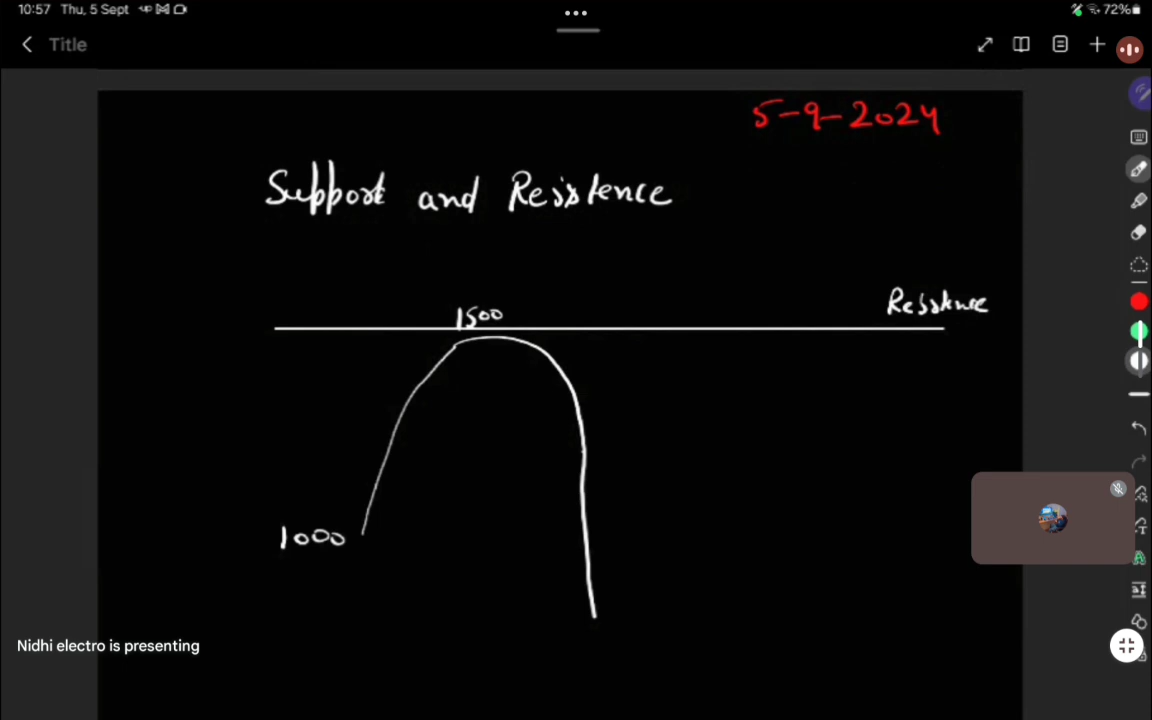 10:57 Thu, 5 Sept
72%
Title
5-9-2024
Support and Resistence
1500
Resistence
1000
Nidhi electro is presenting